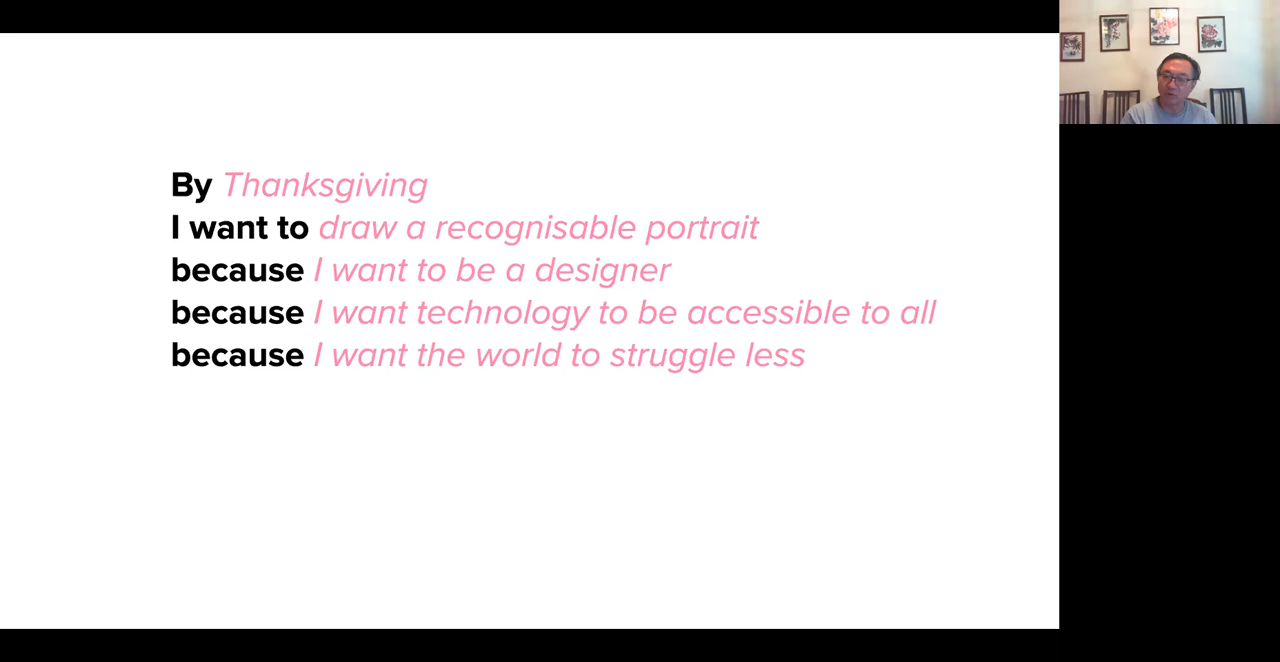 By Thanksgiving
I want to draw a recognisable portrait
because I want to be a designer
because I want technology to be accessible to all
because I want the world to struggle less